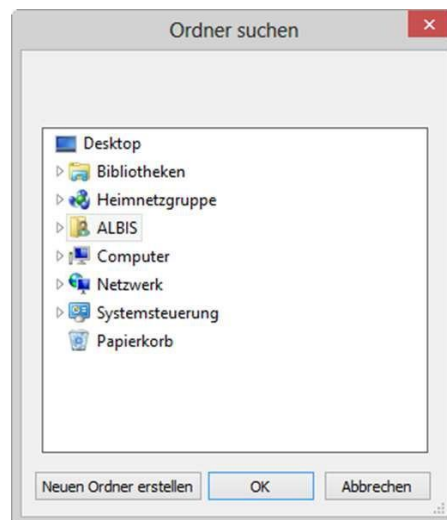 Ordner suchen
Desktop
Bibliotheken
Heimnetzgruppe
ALBIS
Computer
Netzwerk
Systemsteuerung
Papierkorb
Neuen Ordner erstellen OK Abbrechen